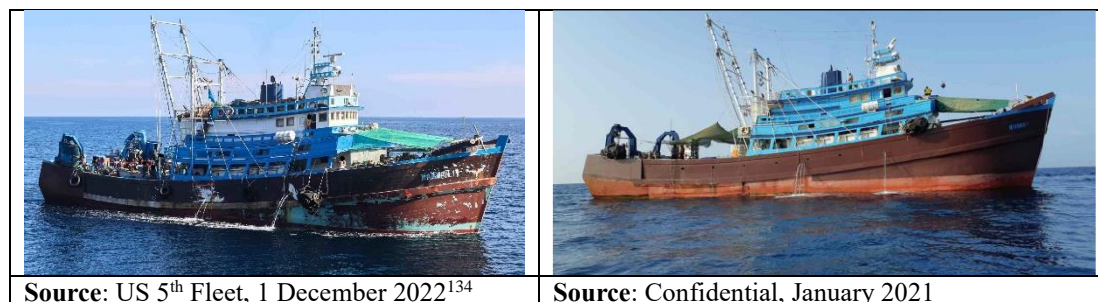 Source: US 5th Fleet, 1 December 2022134
Source: Confidential, January 2021